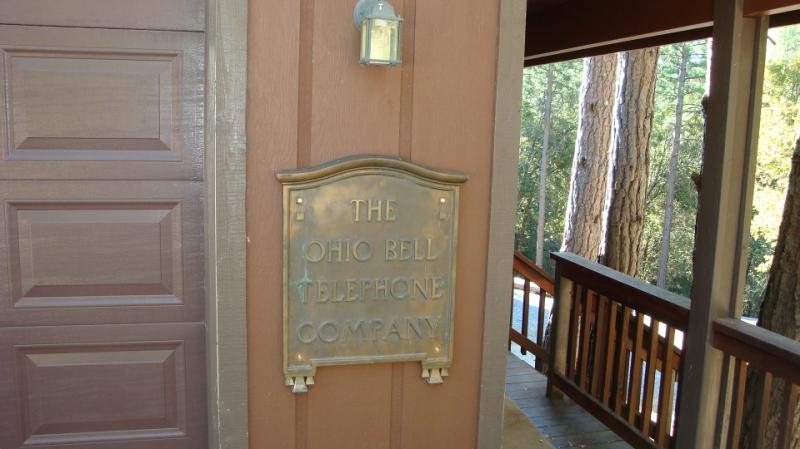 THE
OHIO BELL
TELEPHONE
COMPANY